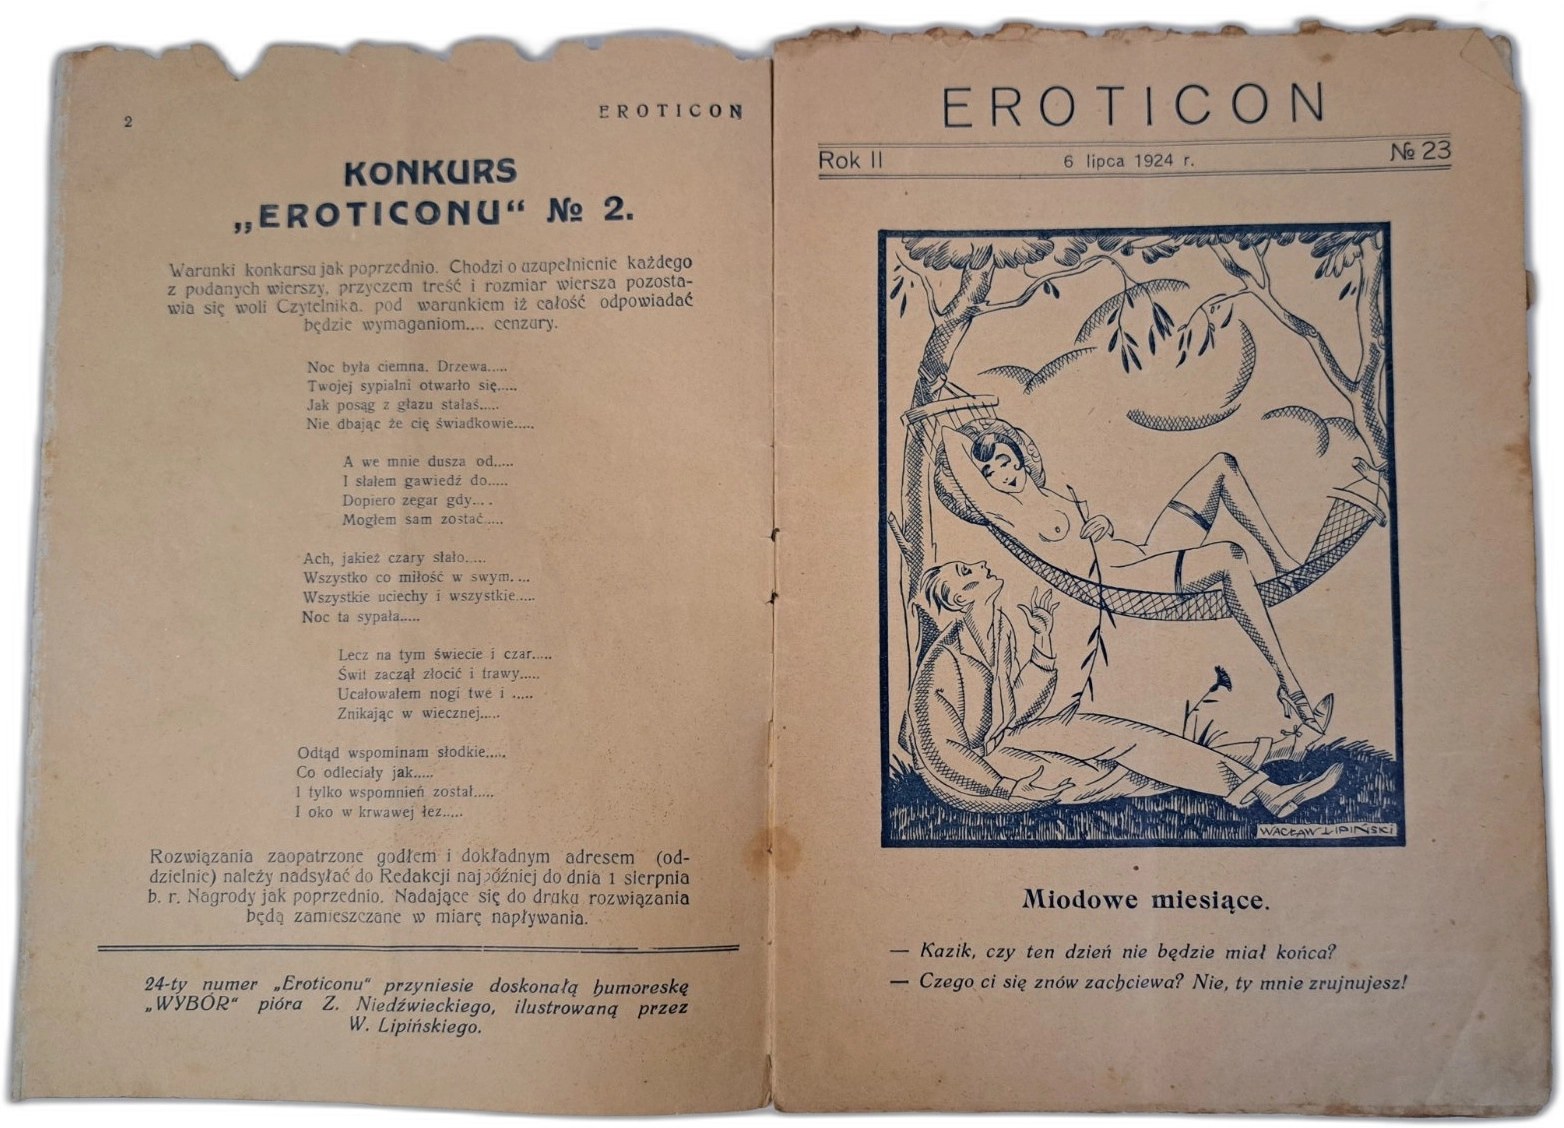 2
EROTICON
KONKURS
„EROTICONU“ № 2.
Warunki konkursu jak poprzednio. Chodzi o uzupełnienie każdego
z podanych wierszy, przyczem treść i rozmiar wiersza pozosta-
wia się woli Czytelnika. pod warunkiem iż całość odpowiadać
będzie wymaganiom.... cenzury.
Noc była ciemna. Drzewa.....
Twojej sypialni otwarło się.....
Jak posąg z głazu stałaś.....
Nie dbając że cię świadkowie.....
A we mnie dusza od.....
I słałem gawiedź do.....
Dopiero zegar gdy....
Mogłem sam zostać.....
Ach, jakież czary słało.....
Wszystko co miłość w swym....
Wszystkie uciechy i wszystkie.....
Noc ta sypała.....
Lecz na tym świecie i czar.....
Świt zaczął złocić i trawy.....
Ucałowałem nogi twe i .....
Znikając w wiecznej.....
Odtąd wspominam słodkie.....
Co odleciały jak.....
I tylko wspomnień został.....
I oko w krwawej łez.....
Rozwiązania zaopatrzone godłem i dokładnym adresem (od-
dzielnie) należy nadsyłać do Redakcji najpóźniej do dnia 1 sierpnia
b. r. Nagrody jak poprzednio. Nadające się do druku rozwiązania
będą zamieszczane w miarę napływania.
24-ty numer „Eroticonu“ przyniesie doskonałą humoreskę
„WYBÓR“ pióra Z. Niedźwieckiego, ilustrowaną przez
W. Lipińskiego.
EROTICON
Rok II
6 lipca 1924 r.
№ 23
WACŁAW LIPIŃSKI
Miodowe miesiące.
— Kazik, czy ten dzień nie będzie miał końca?
— Czego ci się znów zachciewa? Nie, ty mnie zrujnujesz!